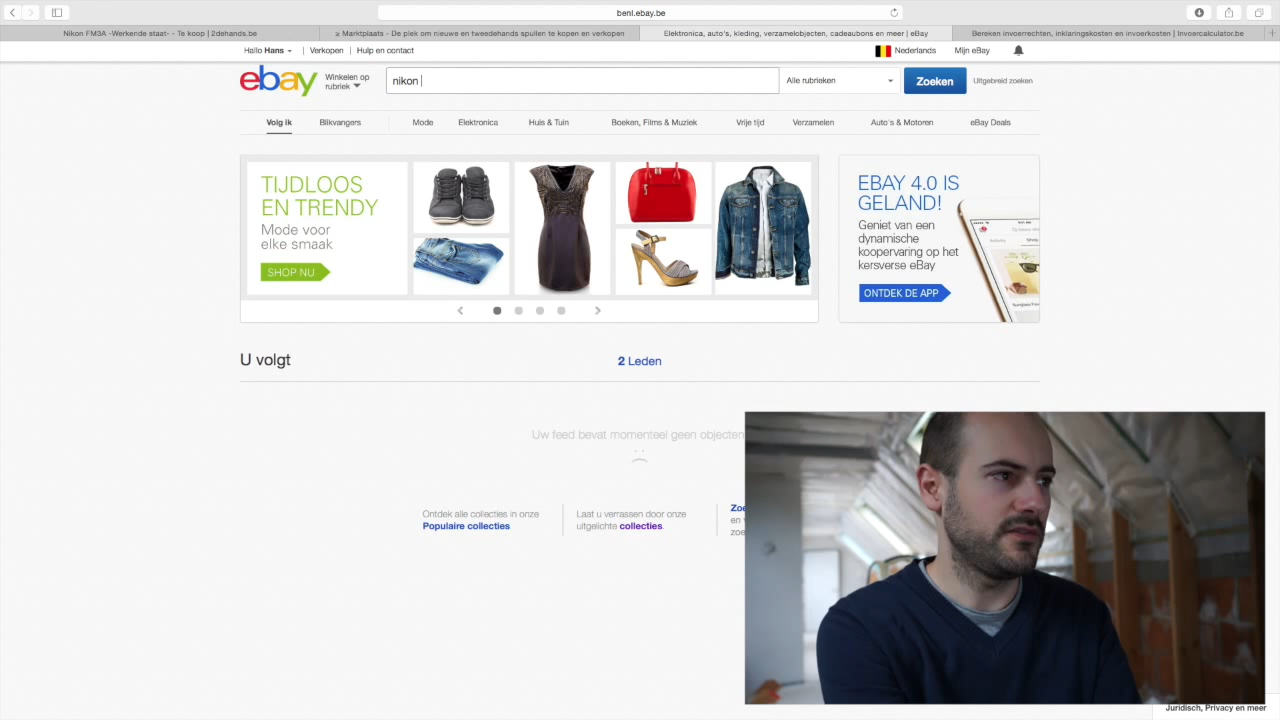 benl.ebay.be
Nikon FM3A -Werkende staat- - Te koop | 2dehands.be
≥ Marktplaats - De plek om nieuwe en tweedehands spullen te kopen en verkopen
Elektronica, auto's, kleding, verzamelobjecten, cadeaubons en meer | eBay
Bereken invoerrechten, inklaringskosten en invoerkosten | Invoercalculator.be
Hallo Hans
Verkopen
Hulp en contact
Nederlands
Mijn eBay
ebay
Winkelen op
rubriek
nikon
Alle rubrieken
Zoeken
Uitgebreid zoeken
Volg ik
Blikvangers
Mode
Elektronica
Huis & Tuin
Boeken, Films & Muziek
Vrije tijd
Verzamelen
Auto's & Motoren
eBay Deals
TIJDLOOS
EN TRENDY
Mode voor
elke smaak
SHOP NU
EBAY 4.0 IS
GELAND!
Geniet van een
dynamische
koopervaring op het
kersverse eBay
ONTDEK DE APP
U volgt
2 Leden
Uw feed bevat momenteel geen objecten
Ontdek alle collecties in onze
Populaire collecties
Laat u verrassen door onze
uitgelichte collecties.
Zoe
en v
zoe
Juridisch, Privacy en meer